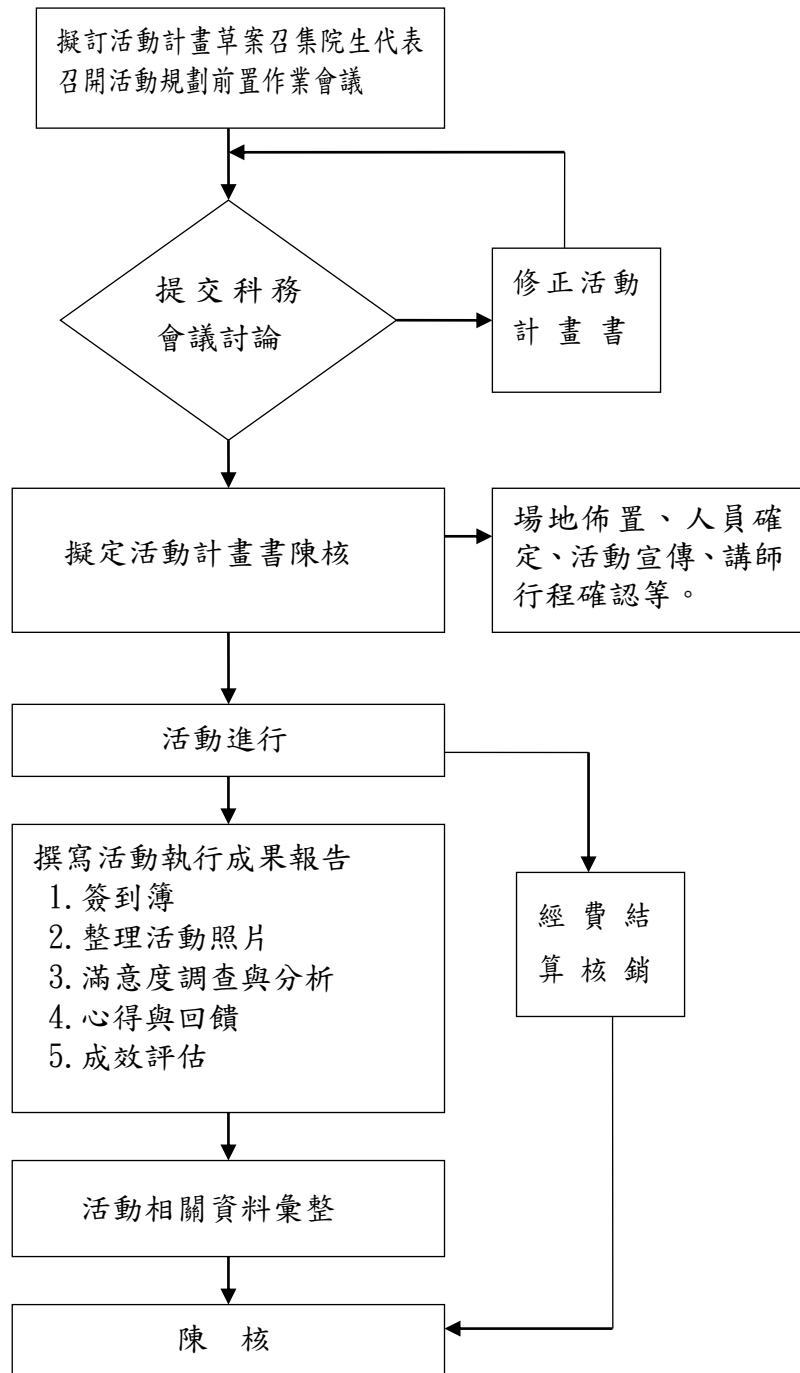 擬訂活動計畫草案召集院生代表
召開活動規劃前置作業會議
提交科務
會議討論
修正活動
計畫書
擬定活動計畫書陳核
場地佈置、人員確
定、活動宣傳、講師
行程確認等。
活動進行
撰寫活動執行成果報告
1.簽到簿
2.整理活動照片
3.滿意度調查與分析
4.心得與回饋
5.成效評估
經費結
算核銷
活動相關資料彙整
陳 核